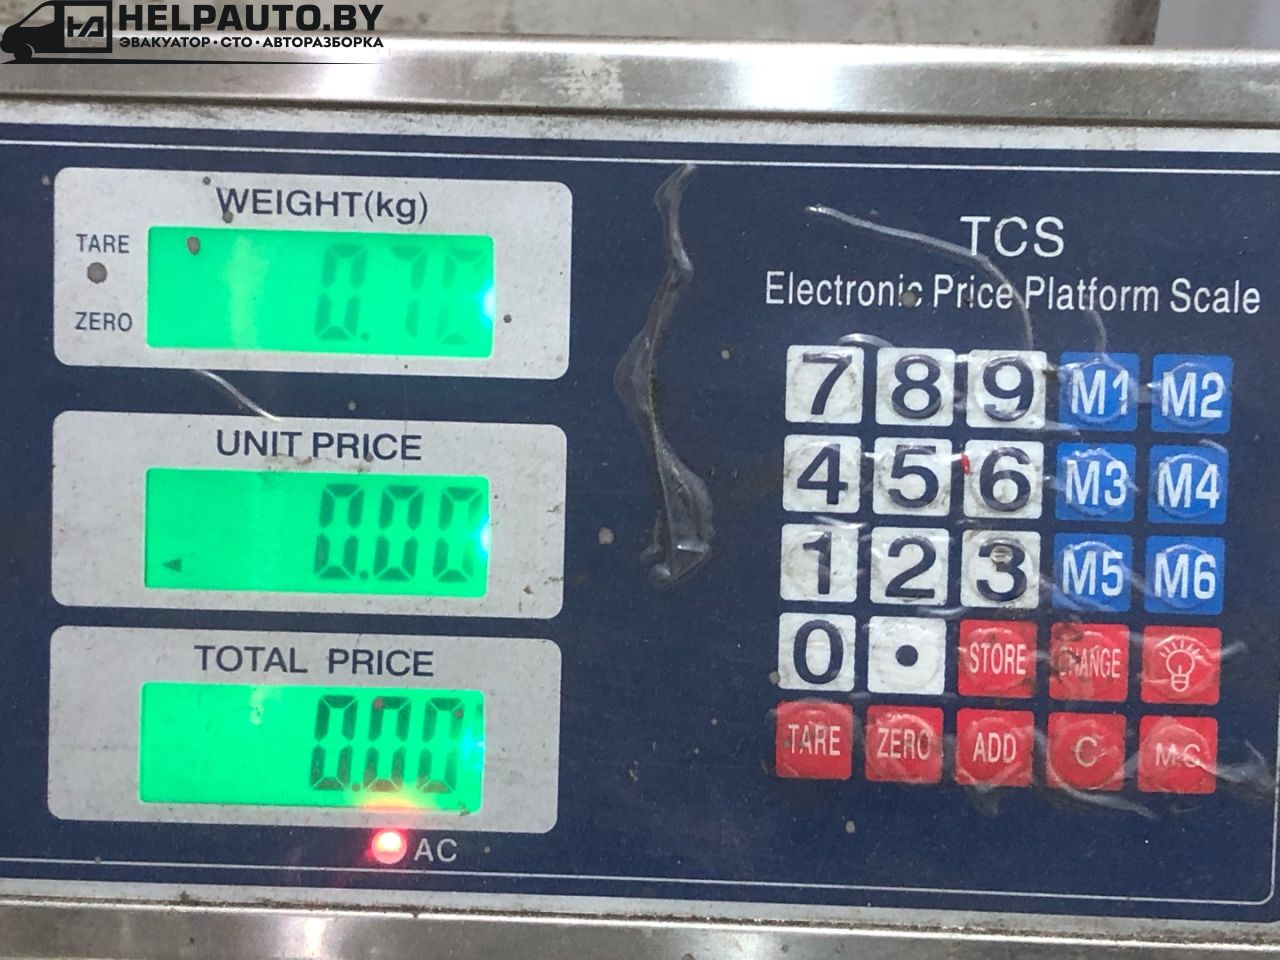 HELPAUTO.BY
ЭВАКУАТОР · СТО · АВТОРАЗБОРКА
WEIGHT(kg)
TARE
ZERO
0.70
UNIT PRICE
0.00
TOTAL PRICE
0.00
AC
TCS
Electronic Price Platform Scale
7 8 9 M1 M2
4 5 6 M3 M4
1 2 3 M5 M6
0 • STORE CHANGE
TARE ZERO ADD C MC